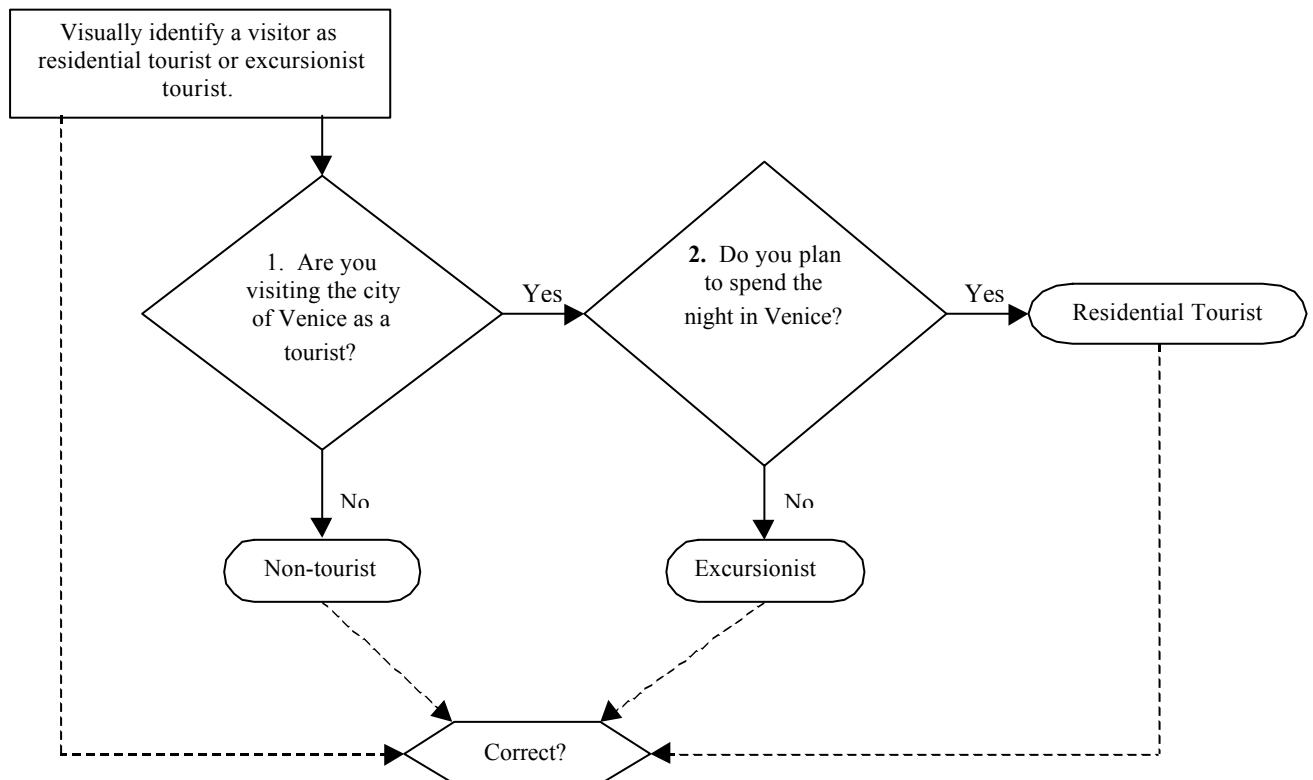 Visually identify a visitor as
residential tourist or excursionist
tourist.
1. Are you
visiting the city
of Venice as a
tourist?
Yes
2. Do you plan
to spend the
night in Venice?
Yes
Residential Tourist
No
No
Non-tourist
Excursionist
Correct?